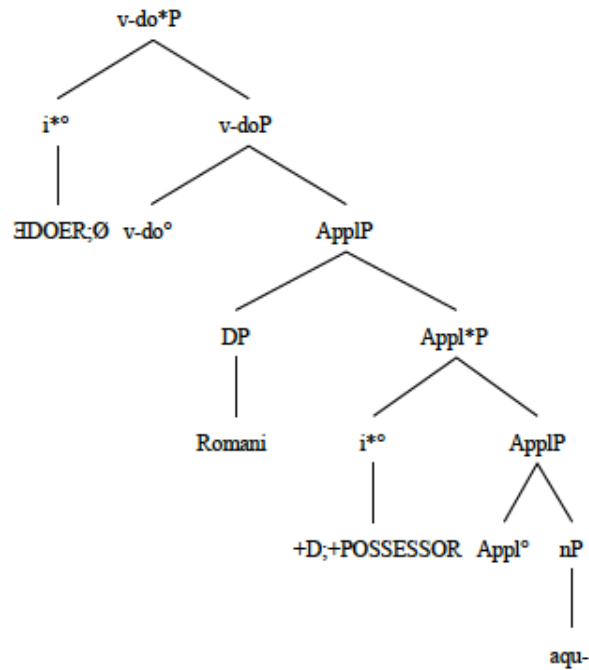 v-do*P
i*° v-doP
ƎDOER;Ø v-do° ApplP
DP Appl*P
Romani i*° ApplP
+D;+POSSESSOR Appl° nP
aqu-